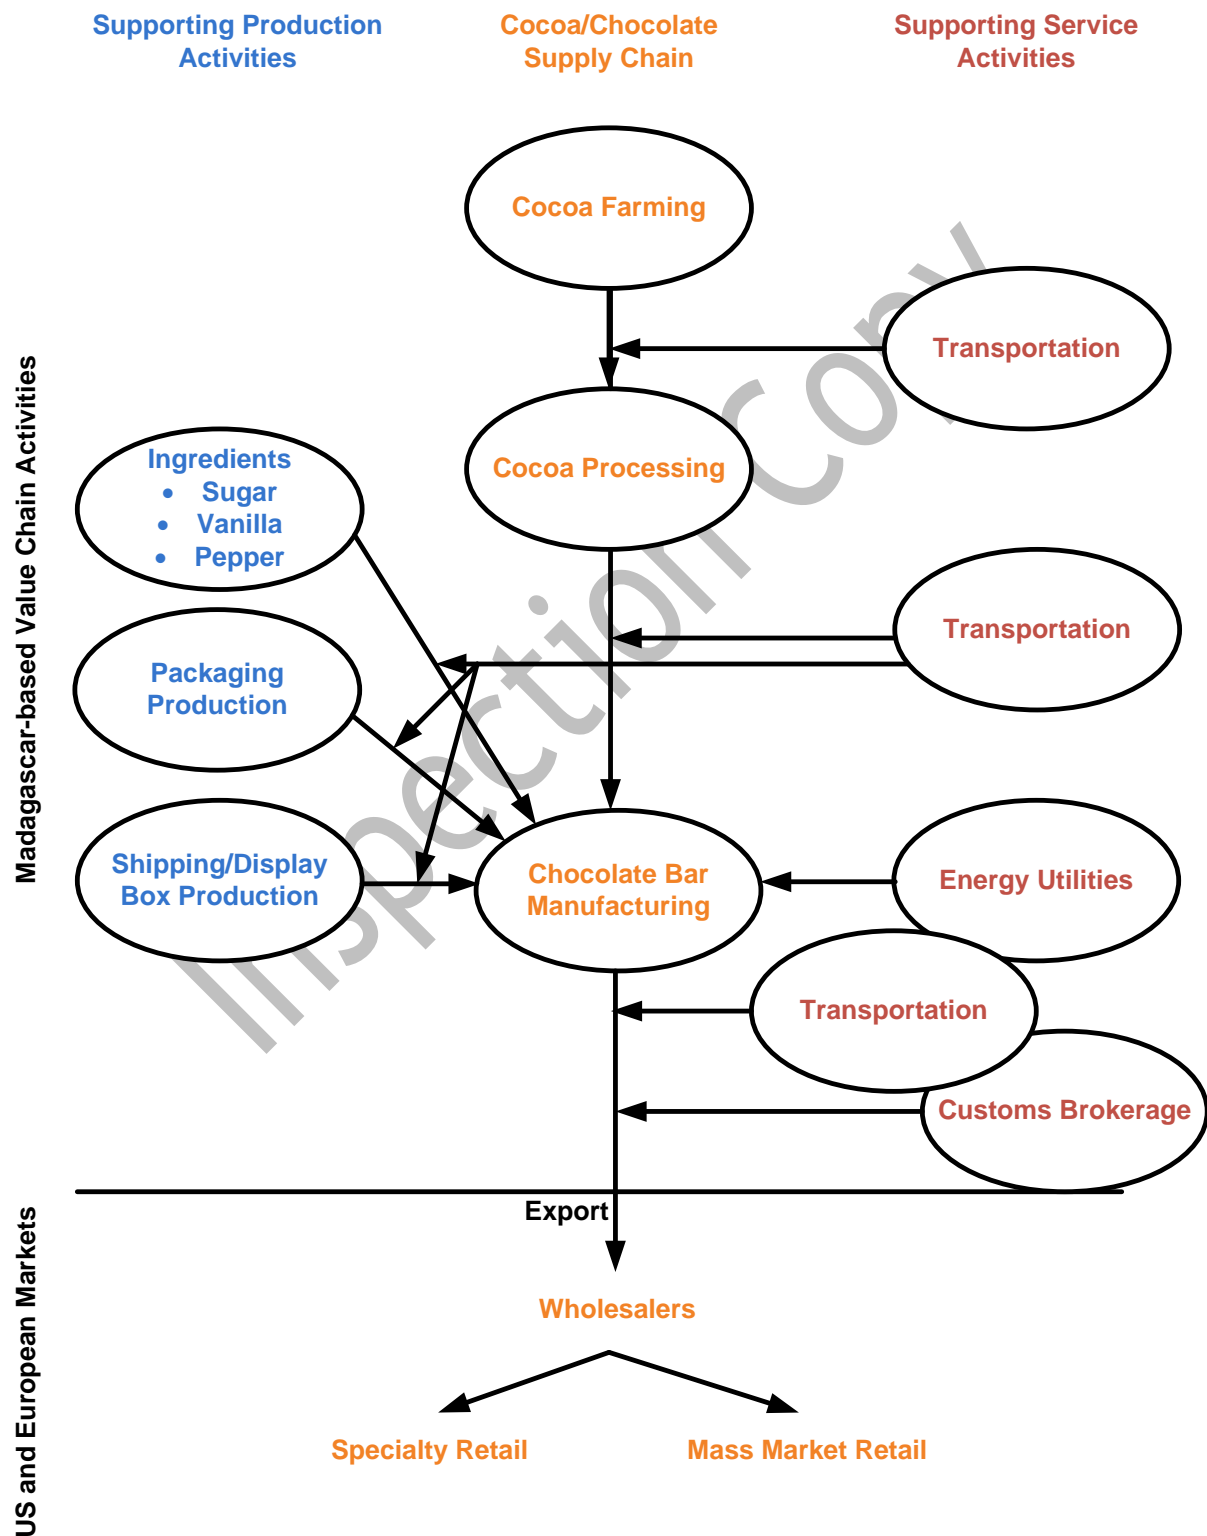 Supporting Production
Activities
Cocoa/Chocolate
Supply Chain
Supporting Service
Activities
Madagascar-based Value Chain Activities
Cocoa Farming
Transportation
Cocoa Processing
Ingredients
• Sugar
• Vanilla
• Pepper
Transportation
Packaging
Production
Shipping/Display
Box Production
Chocolate Bar
Manufacturing
Energy Utilities
Transportation
Customs Brokerage
Inspection Copy
US and European Markets
Export
Wholesalers
Specialty Retail
Mass Market Retail